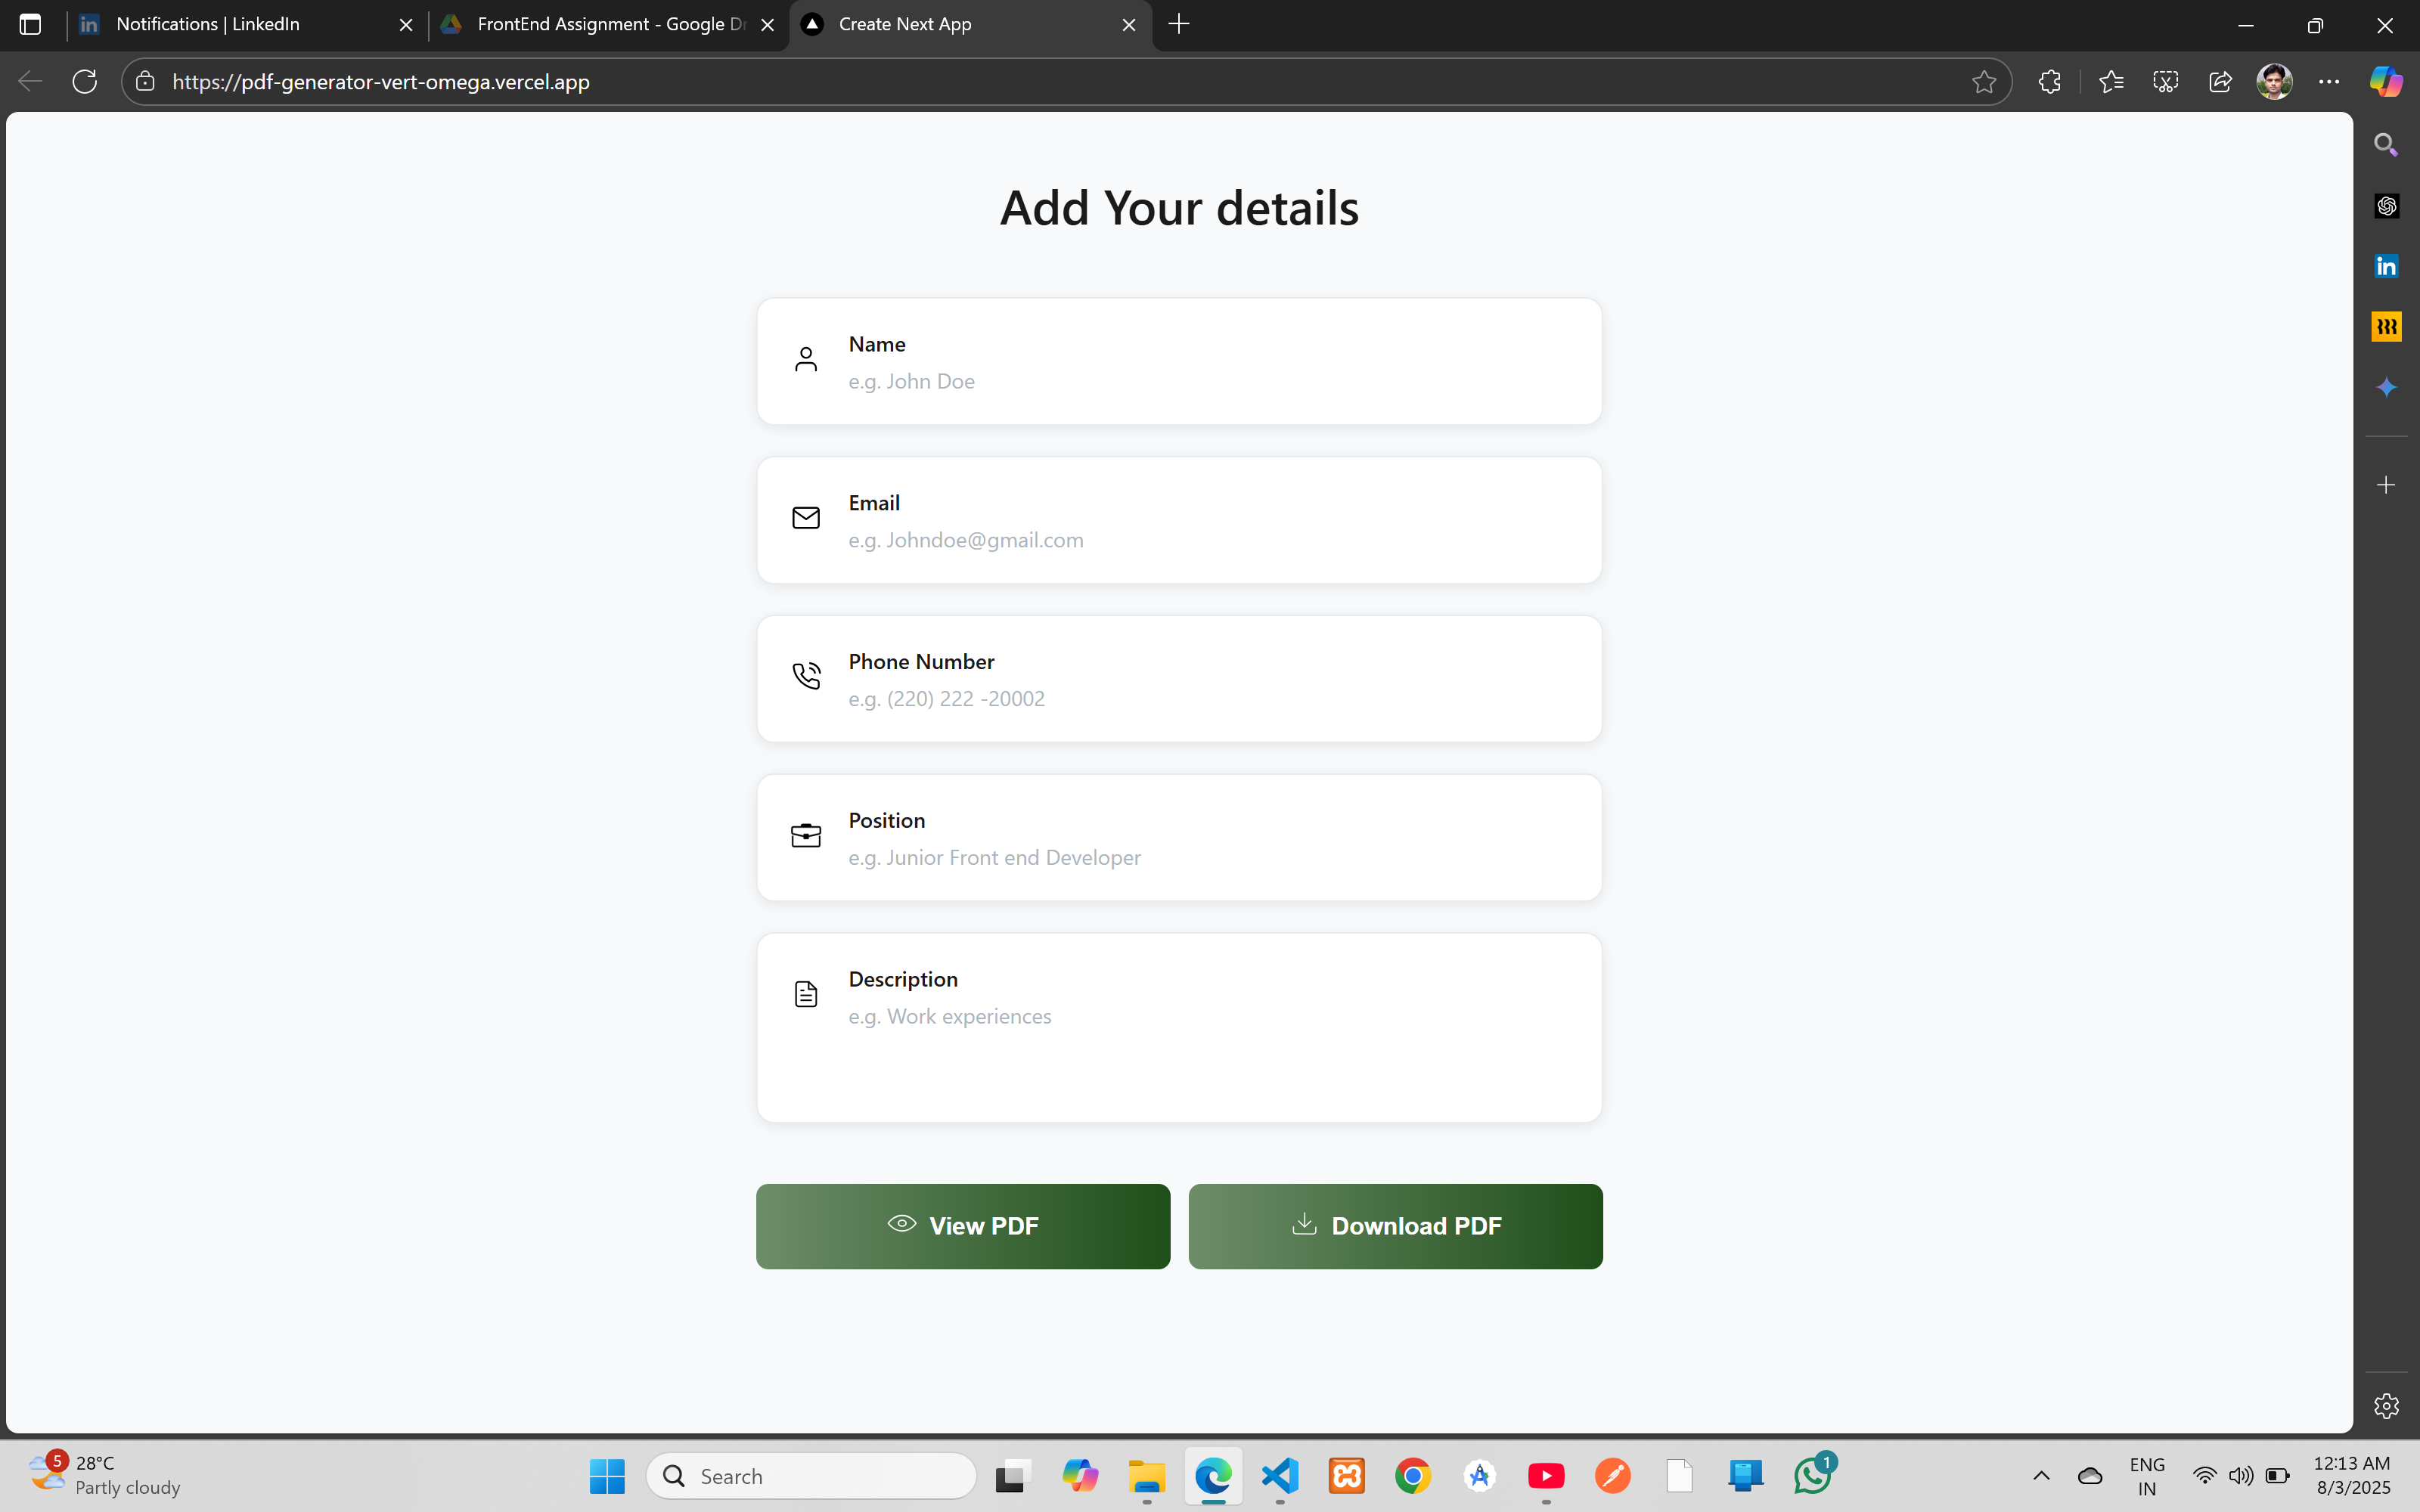 Notifications | LinkedIn
FrontEnd Assignment - Google Dr
Create Next App
https://pdf-generator-vert-omega.vercel.app
Add Your details
Name
e.g. John Doe
Email
e.g. Johndoe@gmail.com
Phone Number
e.g. (220) 222 -20002
Position
e.g. Junior Front end Developer
Description
e.g. Work experiences
View PDF
Download PDF
5
28°C
Partly cloudy
Search
1
ENG
IN
12:13 AM
8/3/2025